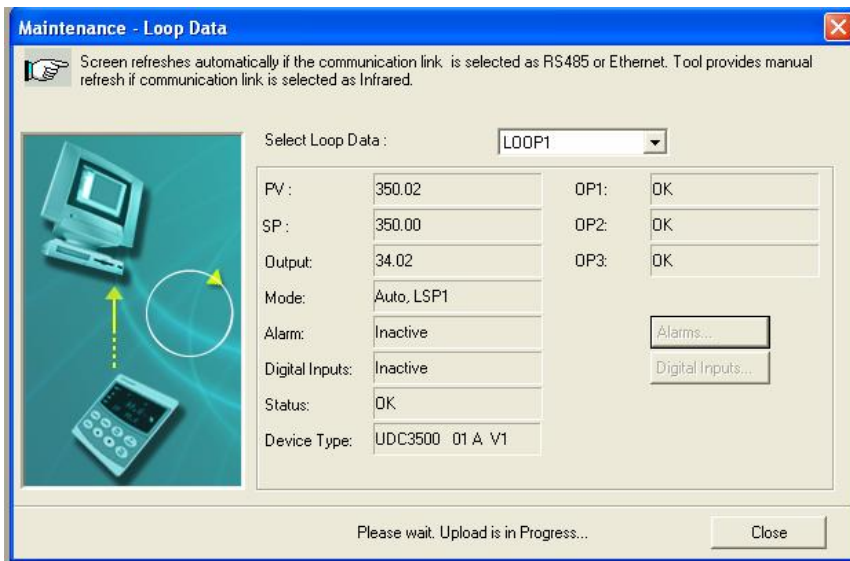 Maintenance - Loop Data
Screen refreshes automatically if the communication link is selected as RS485 or Ethernet. Tool provides manual
refresh if communication link is selected as Infrared.
Select Loop Data : LOOP1
PV : 350.02 OP1: OK
SP : 350.00 OP2: OK
Output: 34.02 OP3: OK
Mode: Auto, LSP1
Alarm: Inactive Alarms...
Digital Inputs: Inactive Digital Inputs...
Status: OK
Device Type: UDC3500 01 A V1
Please wait. Upload is in Progress... Close